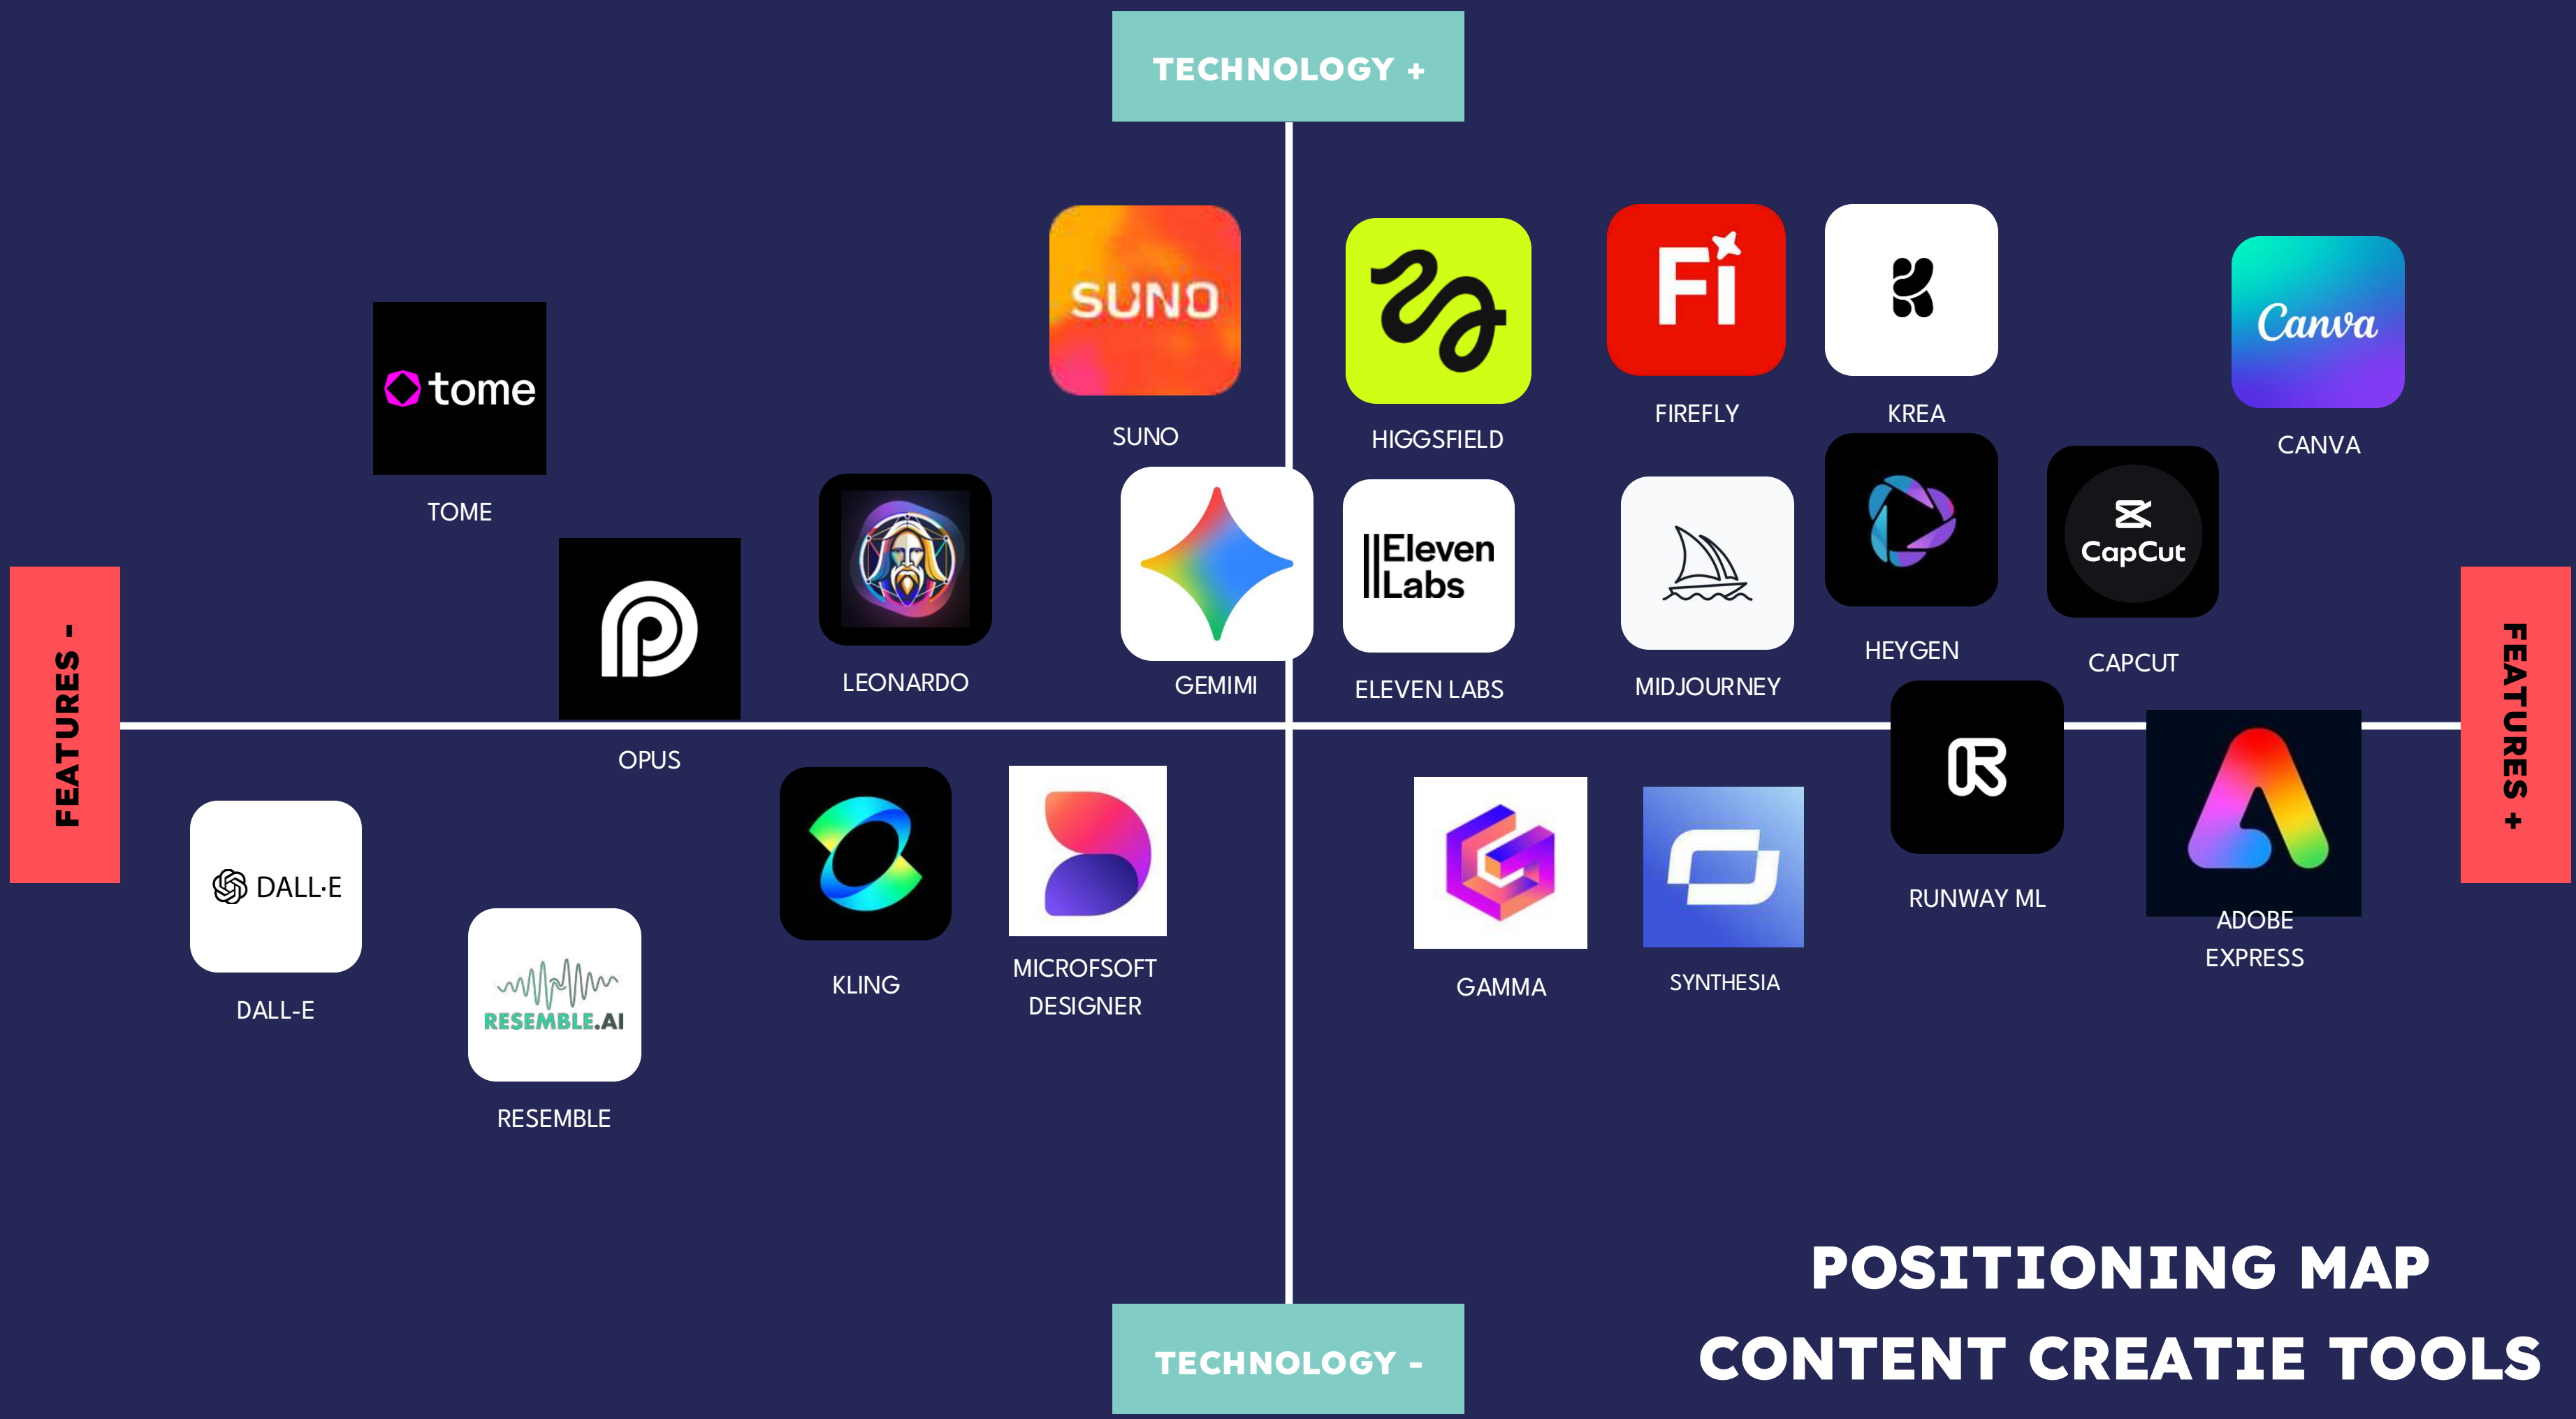 TECHNOLOGY +
SUNO
SUNO
HIGGSFIELD
Fi
FIREFLY
KREA
Canva
CANVA
tome
TOME
OPUS
LEONARDO
GEMIMI
ElevenLabs
ELEVEN LABS
MIDJOURNEY
HEYGEN
CapCut
CAPCUT
FEATURES -
FEATURES +
DALL·E
DALL-E
RESEMBLE.AI
RESEMBLE
KLING
MICROFSOFT
DESIGNER
GAMMA
SYNTHESIA
RUNWAY ML
ADOBE
EXPRESS
POSITIONING MAP
CONTENT CREATIE TOOLS
TECHNOLOGY -